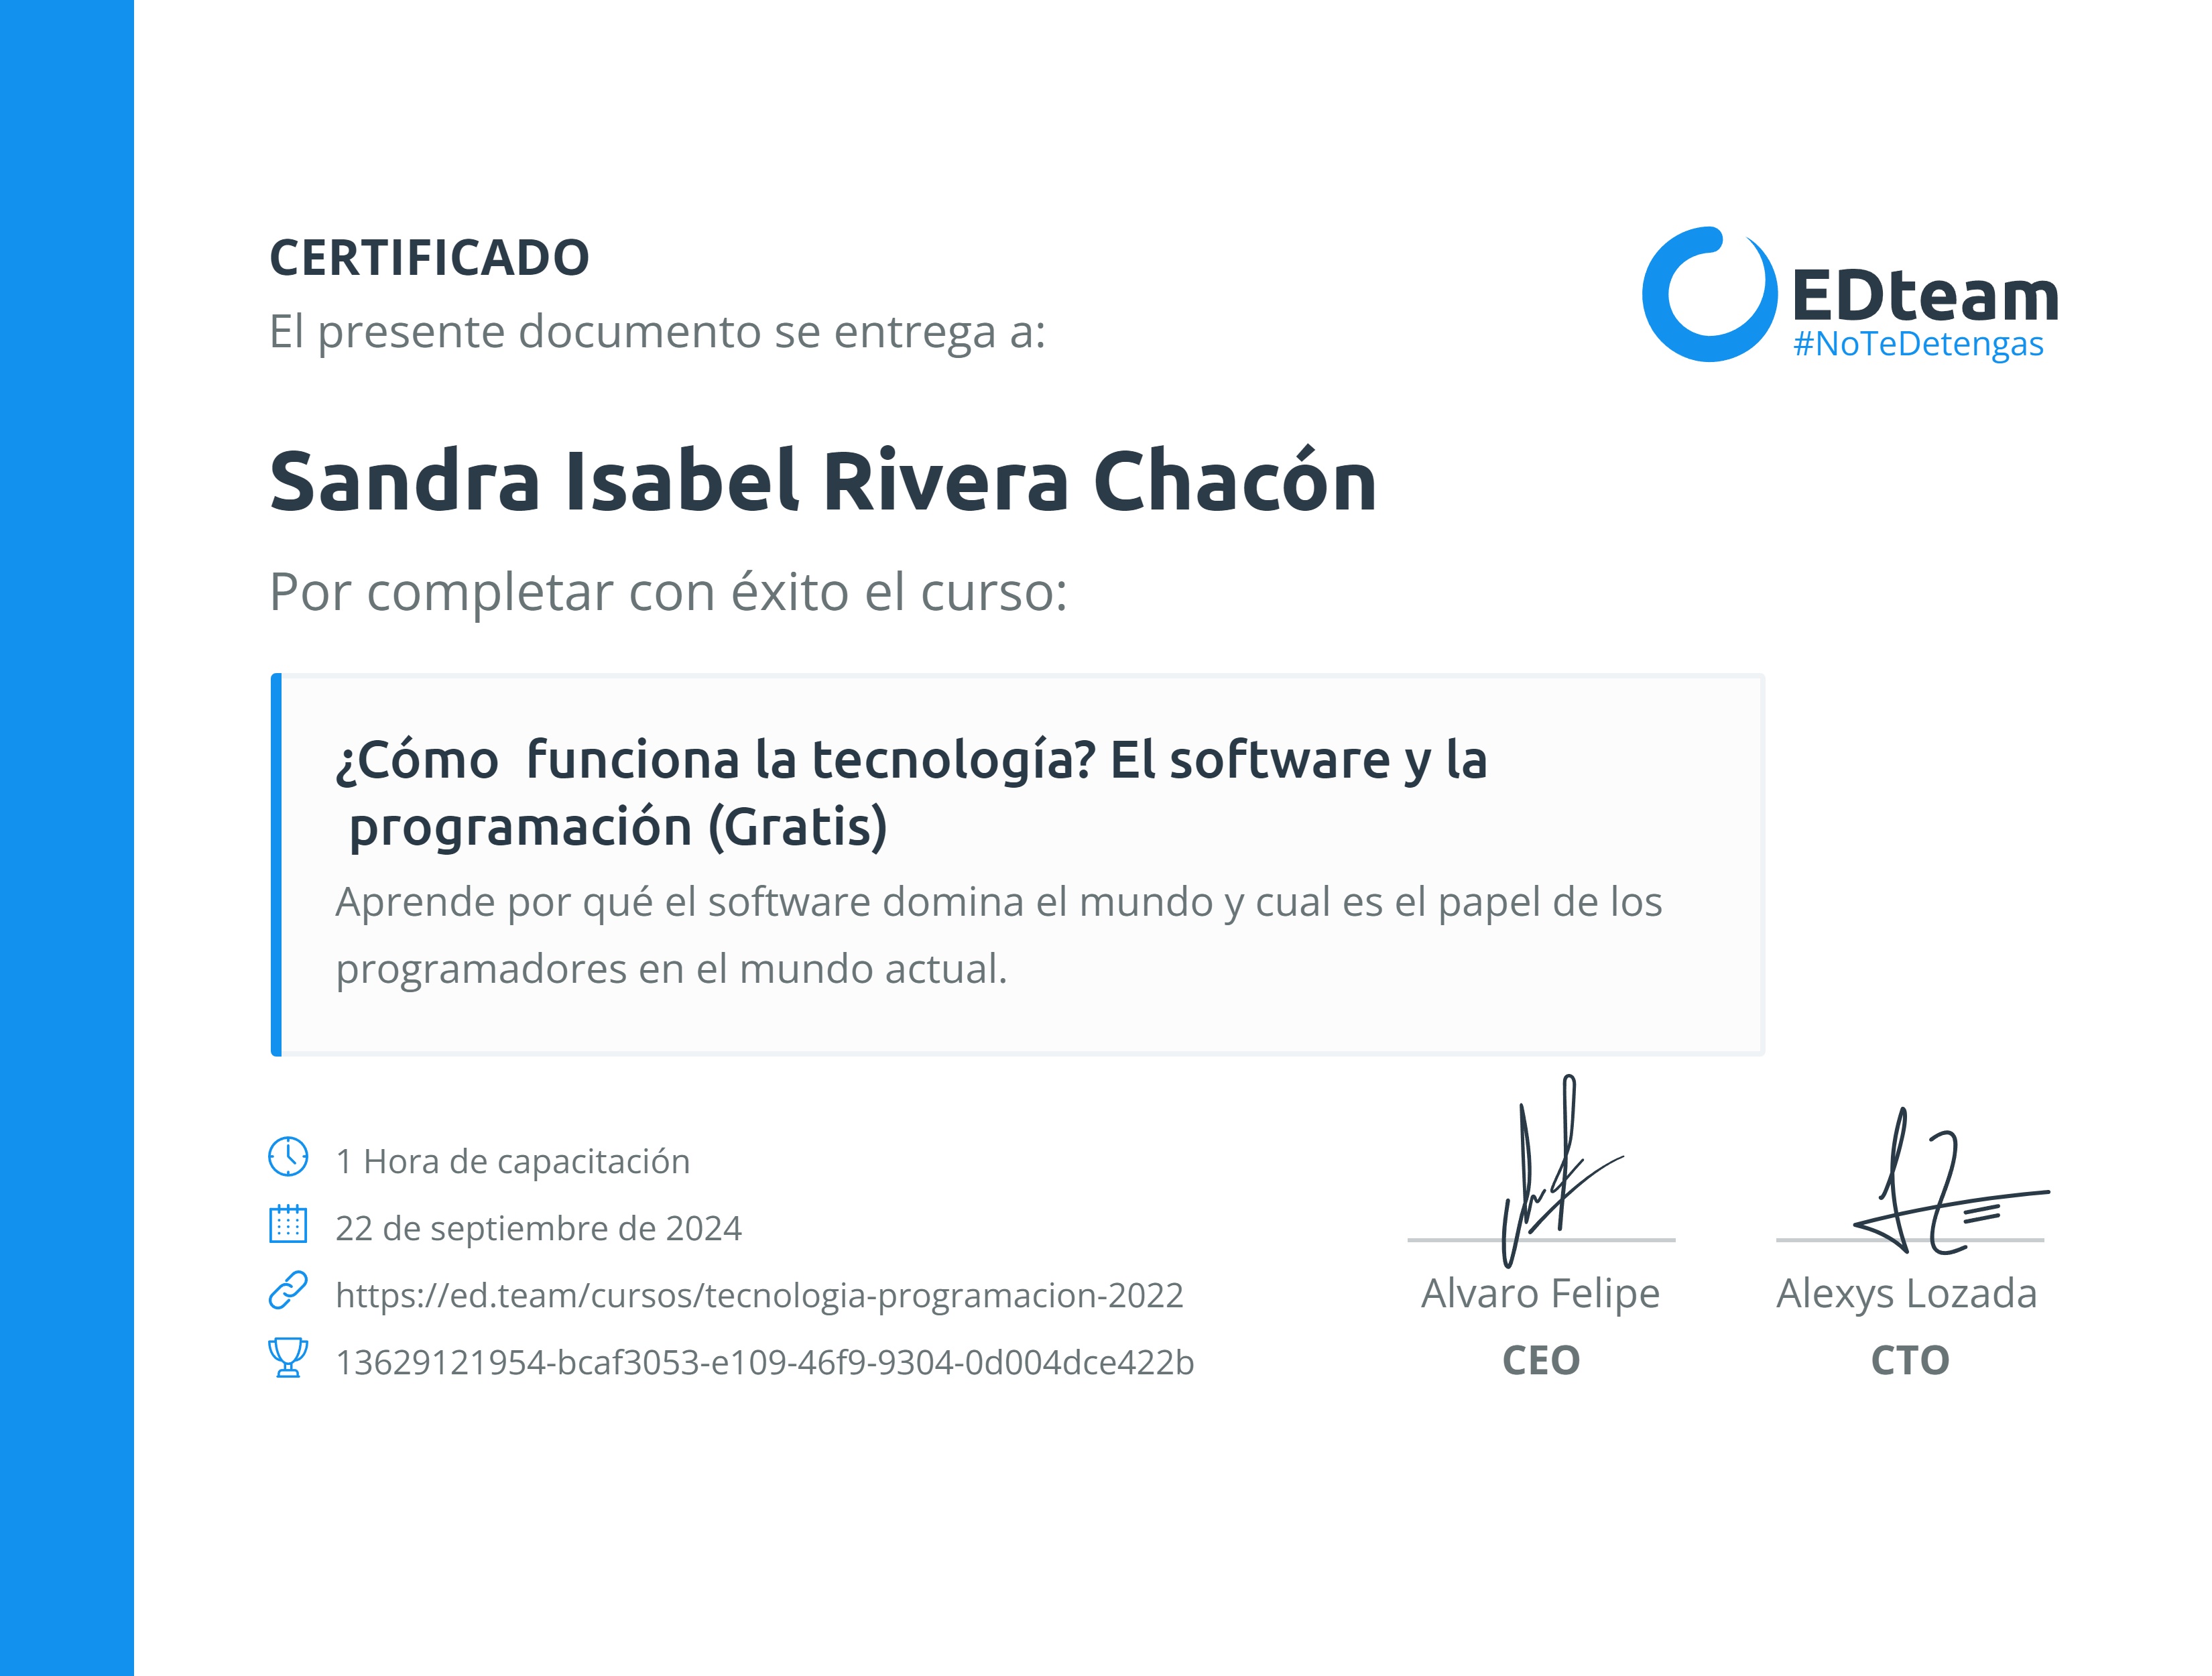 CERTIFICADO
El presente documento se entrega a:
EDteam
#NoTeDetengas
Sandra Isabel Rivera Chacón
Por completar con éxito el curso:
¿Cómo  funciona la tecnología? El software y la
programación (Gratis)
Aprende por qué el software domina el mundo y cual es el papel de los
programadores en el mundo actual.
1 Hora de capacitación
22 de septiembre de 2024
https://ed.team/cursos/tecnologia-programacion-2022
13629121954-bcaf3053-e109-46f9-9304-0d004dce422b
Alvaro Felipe
CEO
Alexys Lozada
CTO